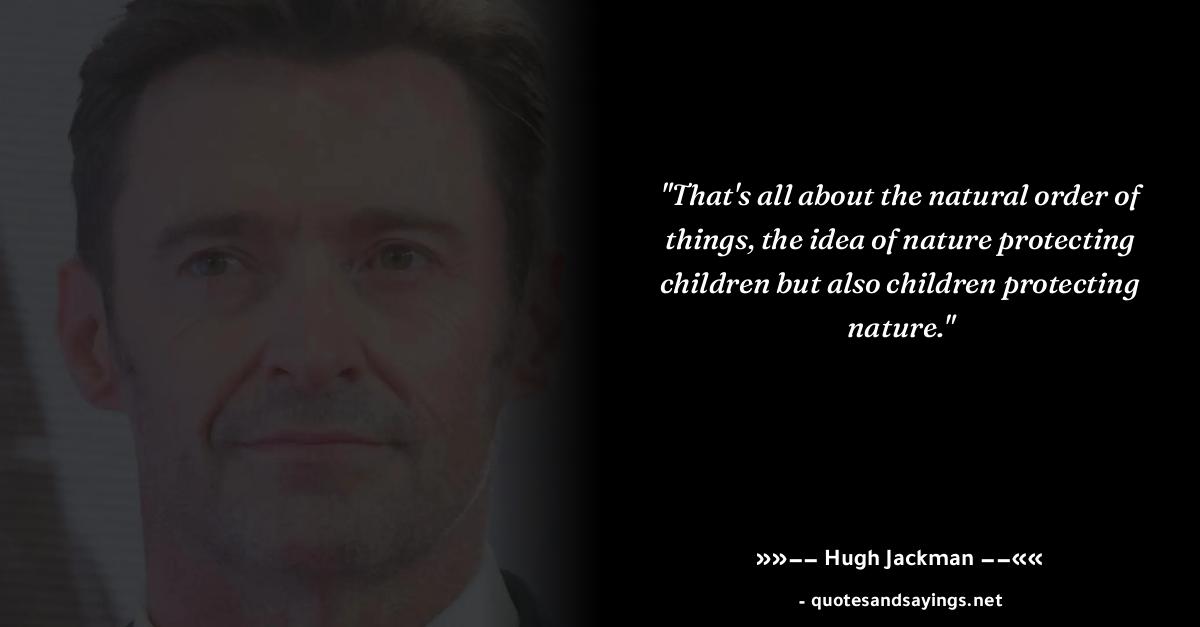 "That's all about the natural order of
things, the idea of nature protecting
children but also children protecting
nature."
»»−− Hugh Jackman −−««
- quotesandsayings.net